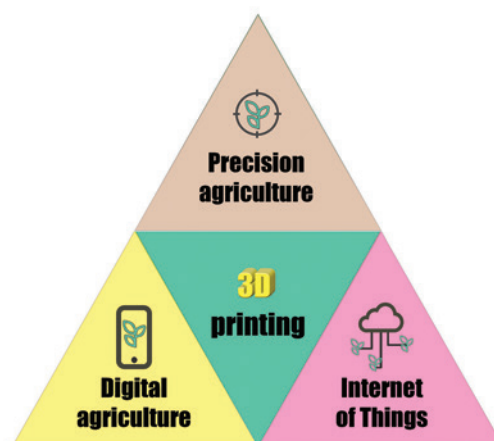 Precision
agriculture
3D
printing
Digital
agriculture
Internet
of Things